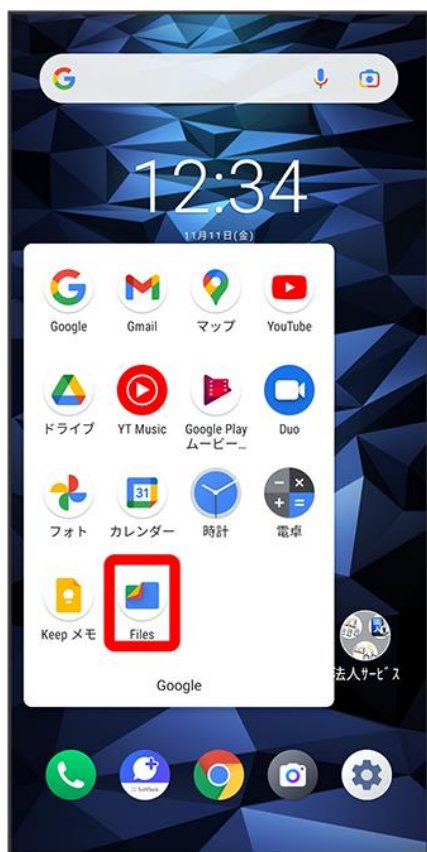 12:34
11月11日(金)
Google
Gmail
マップ
YouTube
ドライブ
YT Music
Google Play
ムービー…
Duo
フォト
31
カレンダー
時計
電卓
Keep メモ
Files
法人サービス
Google
SoftBank